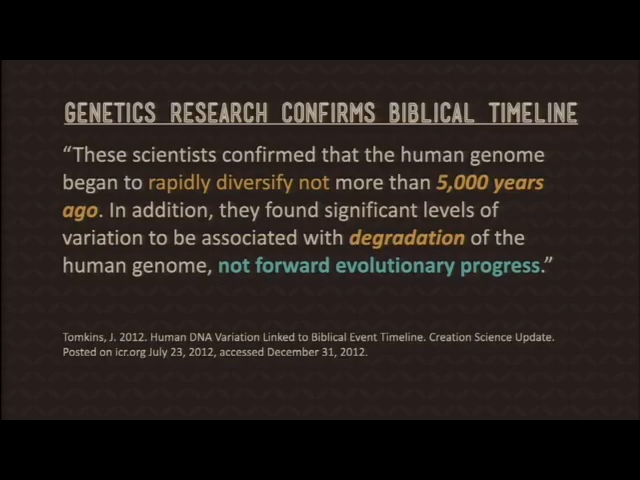 GENETICS RESEARCH CONFIRMS BIBLICAL TIMELINE
“These scientists confirmed that the human genome
began to rapidly diversify not more than 5,000 years
ago. In addition, they found significant levels of
variation to be associated with degradation of the
human genome, not forward evolutionary progress.”
Tomkins, J. 2012. Human DNA Variation Linked to Biblical Event Timeline. Creation Science Update.
Posted on icr.org July 23, 2012, accessed December 31, 2012.